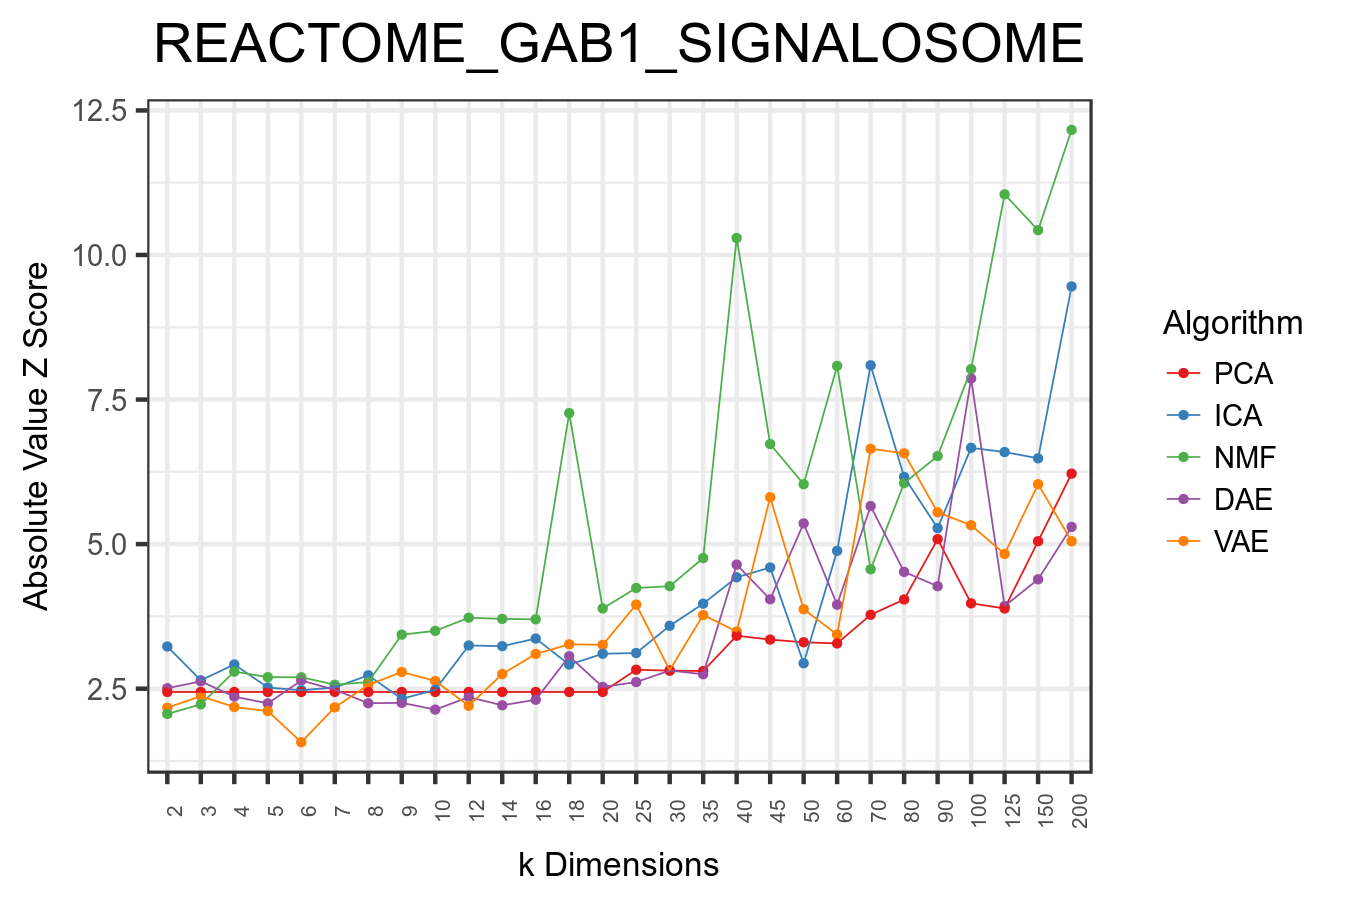 REACTOME_GAB1_SIGNALOSOME
Absolute Value Z Score
12.5
10.0
7.5
5.0
2.5
2 3 4 5 6 7 8 9 10 12 14 16 18 20 25 30 35 40 45 50 60 70 80 90 100 125 150 200
k Dimensions
Algorithm
PCA
ICA
NMF
DAE
VAE